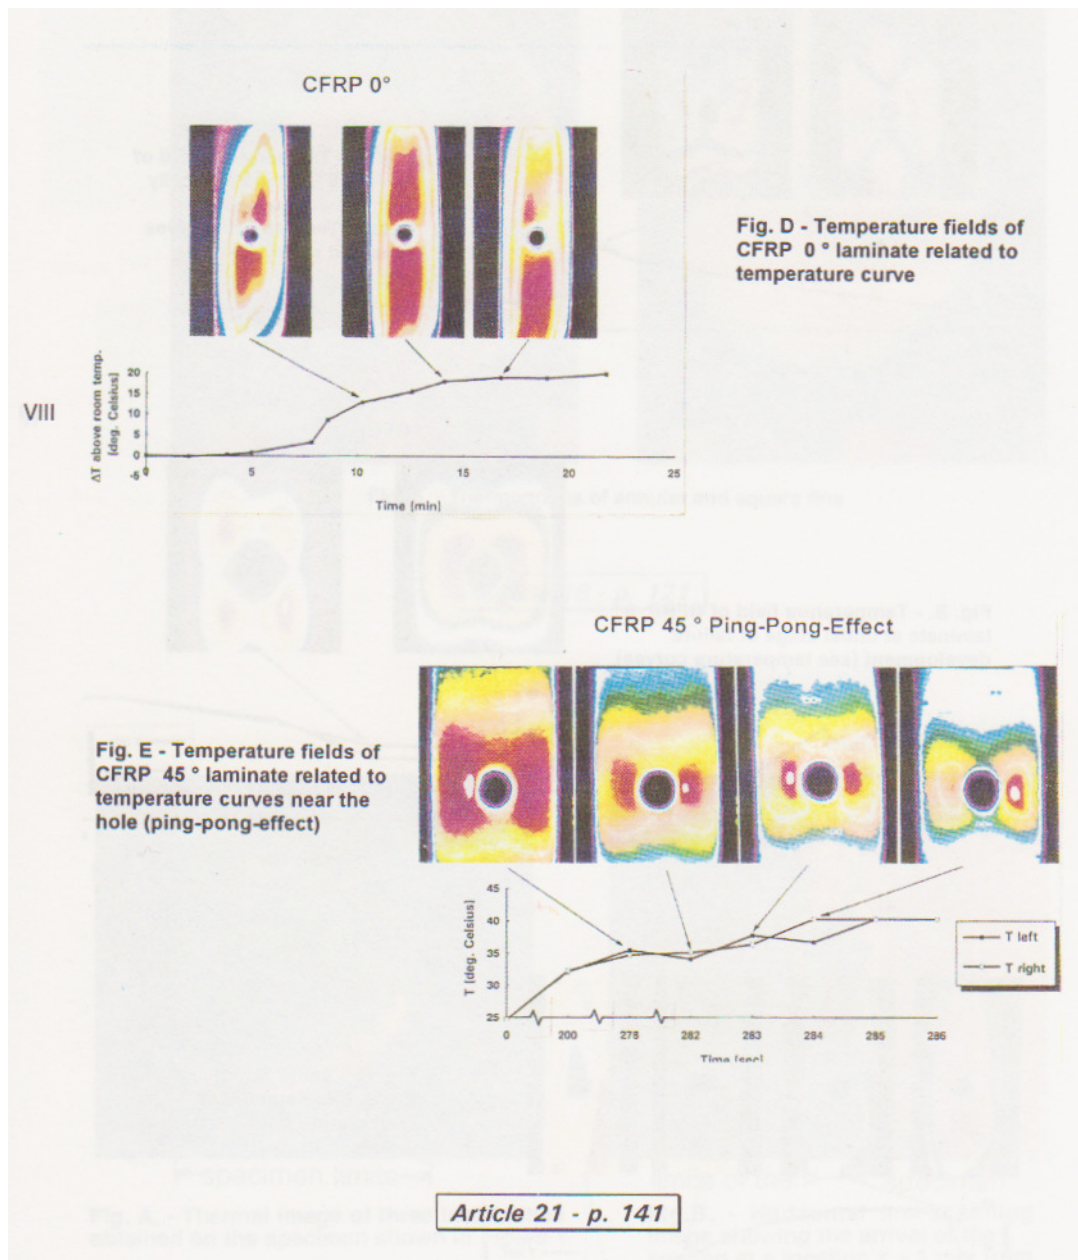 CFRP 0°
Fig. D - Temperature fields of
CFRP 0 ° laminate related to
temperature curve
VIII
ΔT above room temp.
[deg. Celsius]
20
15
10
5
0
-5
0
5
10
15
20
25
Time [min]
CFRP 45 ° Ping-Pong-Effect
Fig. E - Temperature fields of
CFRP 45 ° laminate related to
temperature curves near the
hole (ping-pong-effect)
T [deg. Celsius]
45
40
35
30
25
0
200
278
282
283
284
285
286
Time [sec]
T left
T right
Article 21 - p. 141